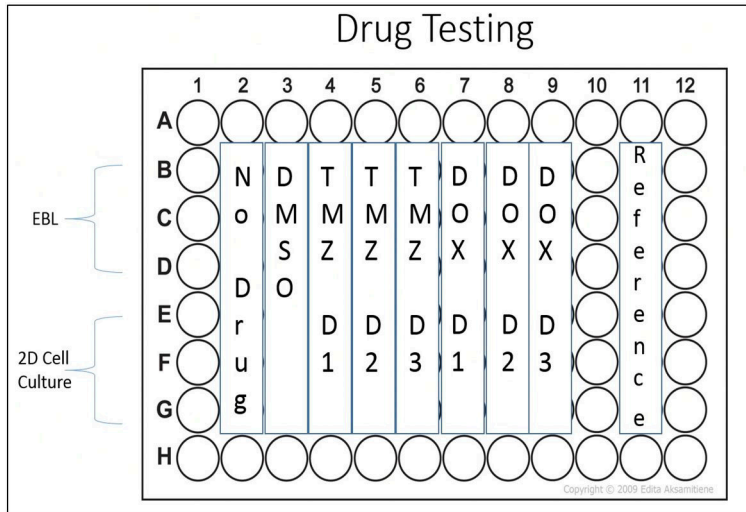 Drug Testing
1 2 3 4 5 6 7 8 9 10 11 12
A
B
C
D
E
F
G
H
EBL
2D Cell
Culture
No Drug
DMSO
TMZ D1
TMZ D2
TMZ D3
DOX D1
DOX D2
DOX D3
Reference
Copyright © 2009 Edita Aksamitiene